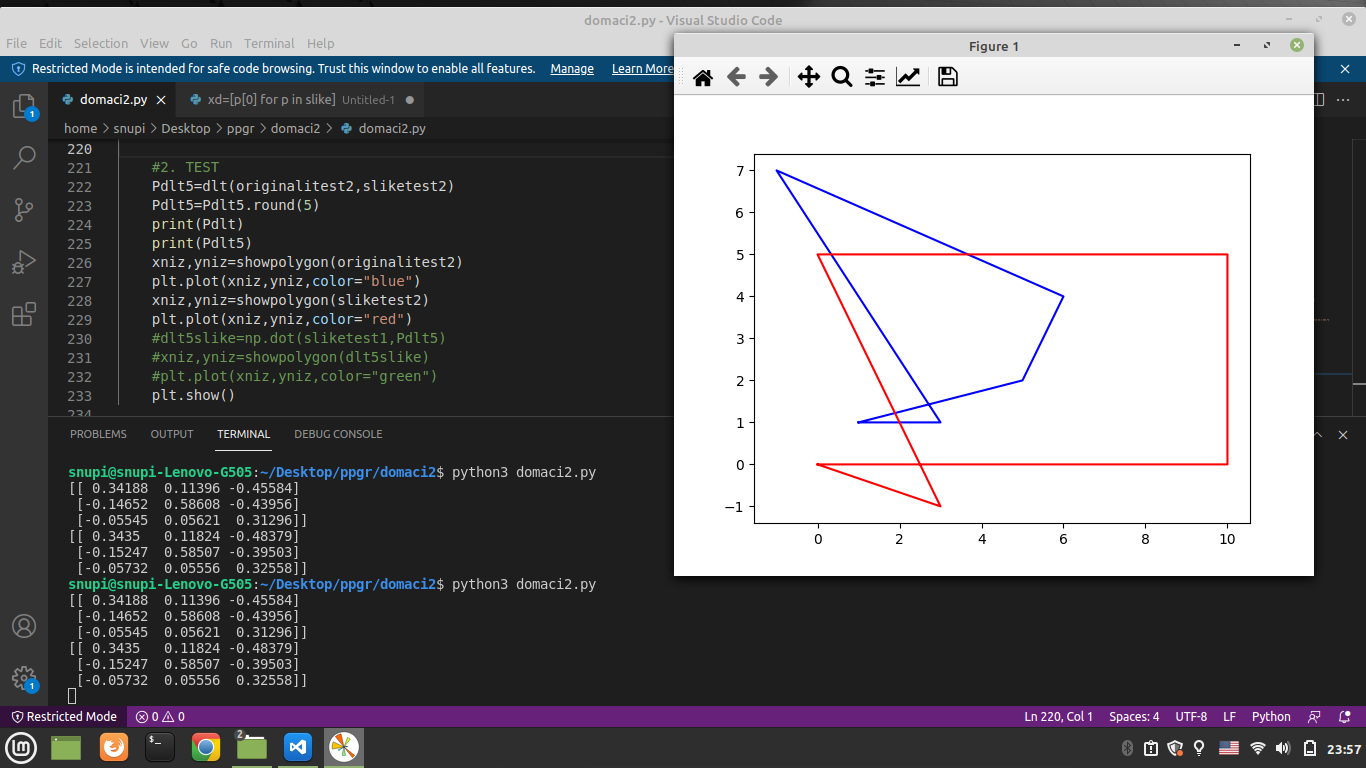 domaci2.py - Visual Studio Code
File Edit Selection View Go Run Terminal Help
Restricted Mode is intended for safe code browsing. Trust this window to enable all features. Manage Learn More
domaci2.py xd=[p[0] for p in slike] Untitled-1
home > snupi > Desktop > ppgr > domaci2 > domaci2.py
220
221 #2. TEST
222 Pdlt5=dlt(originalitest2,sliketest2)
223 Pdlt5=Pdlt5.round(5)
224 print(Pdlt)
225 print(Pdlt5)
226 xniz,yniz=showpolygon(originalitest2)
227 plt.plot(xniz,yniz,color="blue")
228 xniz,yniz=showpolygon(sliketest2)
229 plt.plot(xniz,yniz,color="red")
230 #dlt5slike=np.dot(sliketest1,Pdlt5)
231 #xniz,yniz=showpolygon(dlt5slike)
232 #plt.plot(xniz,yniz,color="green")
233 plt.show()
234
Figure 1
7
6
5
4
3
2
1
0
−1
0 2 4 6 8 10
PROBLEMS OUTPUT TERMINAL DEBUG CONSOLE
snupi@snupi-Lenovo-G505:~/Desktop/ppgr/domaci2$ python3 domaci2.py
[[ 0.34188  0.11396 -0.45584]
 [-0.14652  0.58608 -0.43956]
 [-0.05545  0.05621  0.31296]]
[[ 0.3435   0.11824 -0.48379]
 [-0.15247  0.58507 -0.39503]
 [-0.05732  0.05556  0.32558]]
snupi@snupi-Lenovo-G505:~/Desktop/ppgr/domaci2$ python3 domaci2.py
[[ 0.34188  0.11396 -0.45584]
 [-0.14652  0.58608 -0.43956]
 [-0.05545  0.05621  0.31296]]
[[ 0.3435   0.11824 -0.48379]
 [-0.15247  0.58507 -0.39503]
 [-0.05732  0.05556  0.32558]]
1
1
Restricted Mode 0 0 Ln 220, Col 1 Spaces: 4 UTF-8 LF Python
2 23:57